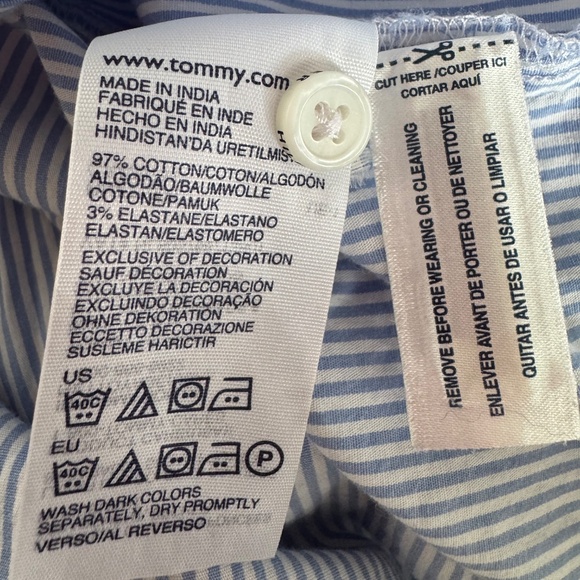 www.tommy.com
MADE IN INDIA
FABRIQUÉ EN INDE
HECHO EN INDIA
HINDISTAN'DA URETILMIS
97% COTTON/COTON/ALGODÓN
ALGODÃO/BAUMWOLLE
COTONE/PAMUK
3% ELASTANE/ELASTANO
ELASTAN/ELASTOMERO
EXCLUSIVE OF DECORATION
SAUF DÉCORATION
EXCLUYE LA DECORACIÓN
EXCLUINDO DECORAÇÃO
OHNE DEKORATION
ECCETTO DECORAZIONE
SUSLEME HARICTIR
US
40C
EU
40C P
WASH DARK COLORS
SEPARATELY, DRY PROMPTLY
VERSO/AL REVERSO
CUT HERE /COUPER ICI
CORTAR AQUÍ
REMOVE BEFORE WEARING OR CLEANING
ENLEVER AVANT DE PORTER OU DE NETTOYER
QUITAR ANTES DE USAR O LIMPIAR